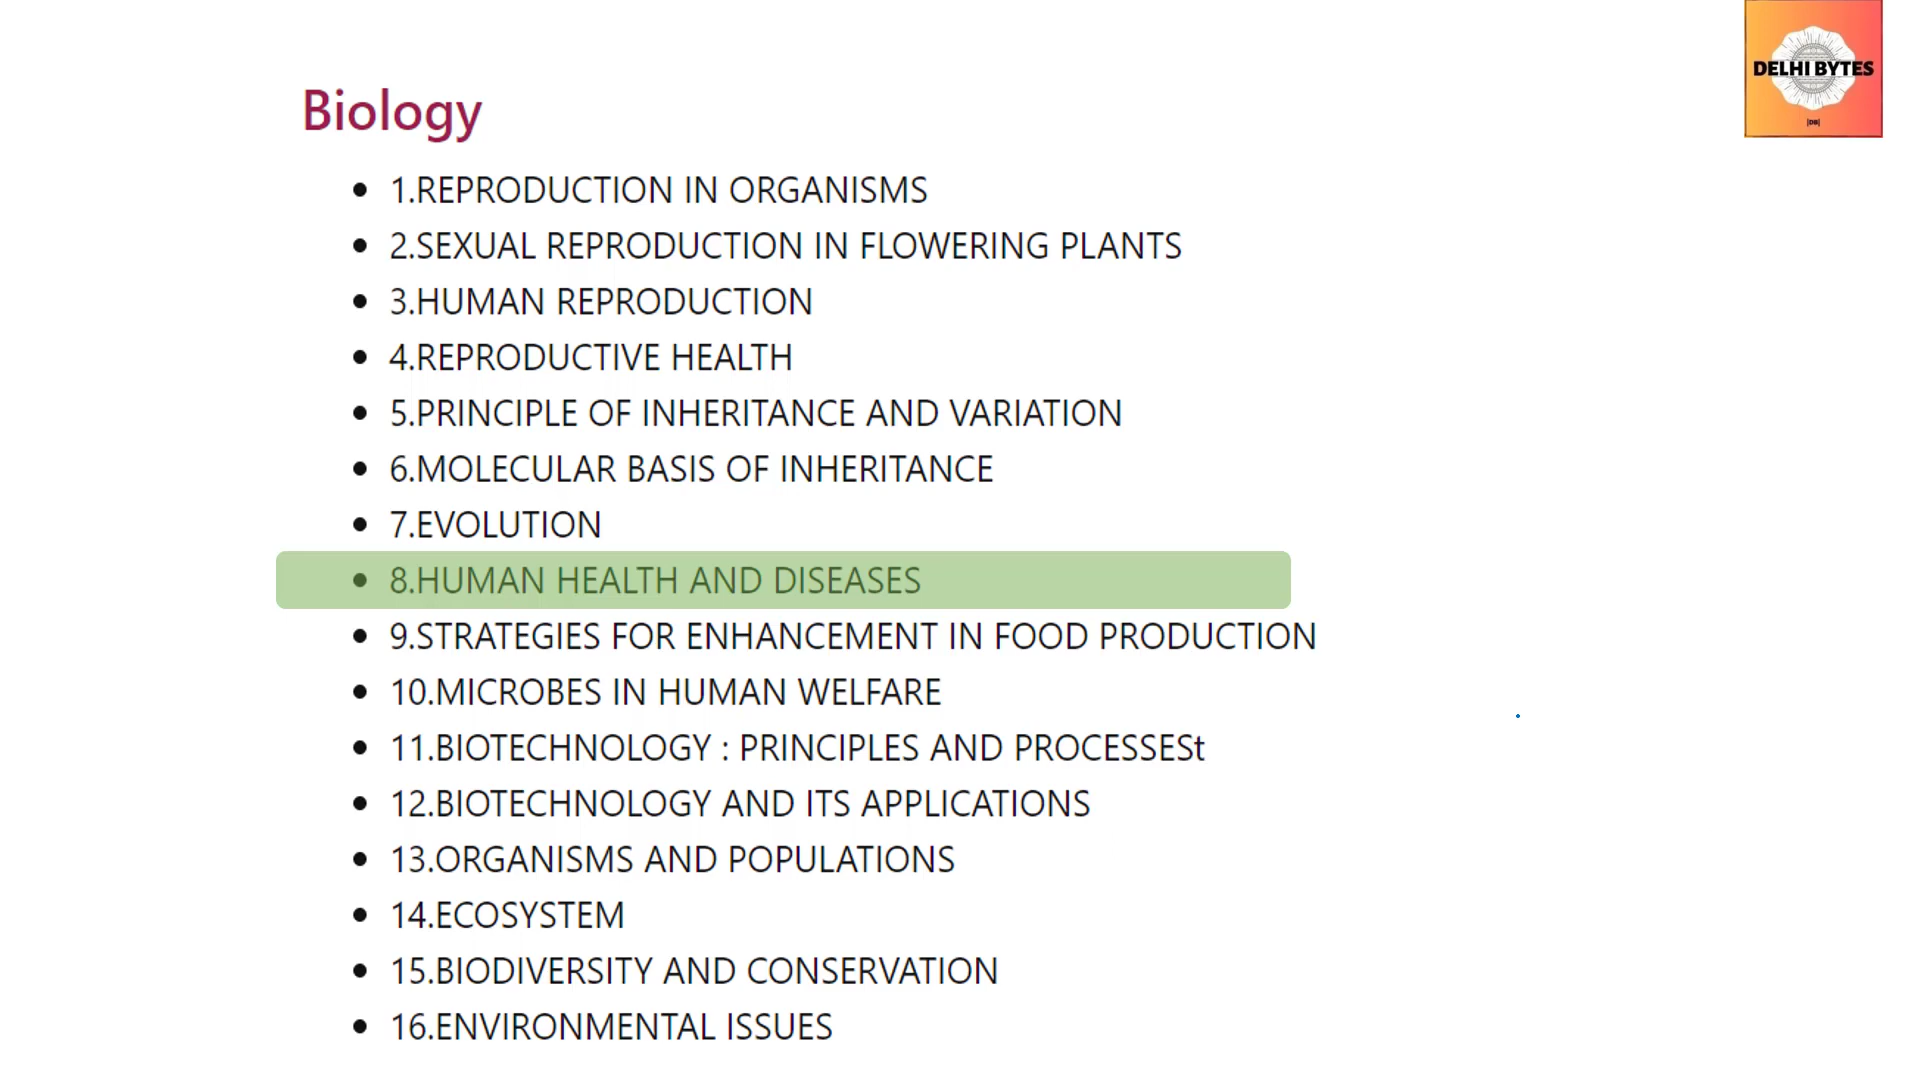 DELHI BYTES
|DB|
Biology
1.REPRODUCTION IN ORGANISMS
2.SEXUAL REPRODUCTION IN FLOWERING PLANTS
3.HUMAN REPRODUCTION
4.REPRODUCTIVE HEALTH
5.PRINCIPLE OF INHERITANCE AND VARIATION
6.MOLECULAR BASIS OF INHERITANCE
7.EVOLUTION
8.HUMAN HEALTH AND DISEASES
9.STRATEGIES FOR ENHANCEMENT IN FOOD PRODUCTION
10.MICROBES IN HUMAN WELFARE
11.BIOTECHNOLOGY : PRINCIPLES AND PROCESSESt
12.BIOTECHNOLOGY AND ITS APPLICATIONS
13.ORGANISMS AND POPULATIONS
14.ECOSYSTEM
15.BIODIVERSITY AND CONSERVATION
16.ENVIRONMENTAL ISSUES